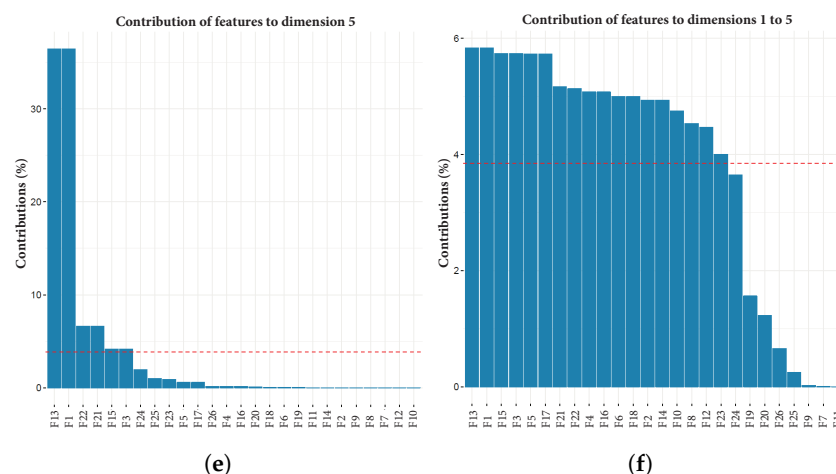 Contribution of features to dimension 5
Contributions (%)
30
20
10
0
F13 F1 F22 F21 F15 F3 F24 F25 F23 F5 F17 F26 F4 F16 F20 F18 F6 F19 F11 F14 F2 F9 F8 F7 F12 F10
(e)
Contribution of features to dimensions 1 to 5
Contributions (%)
6
4
2
0
F13 F1 F15 F3 F5 F17 F21 F22 F4 F16 F6 F18 F2 F14 F10 F8 F12 F23 F24 F19 F20 F26 F25 F9 F7
(f)